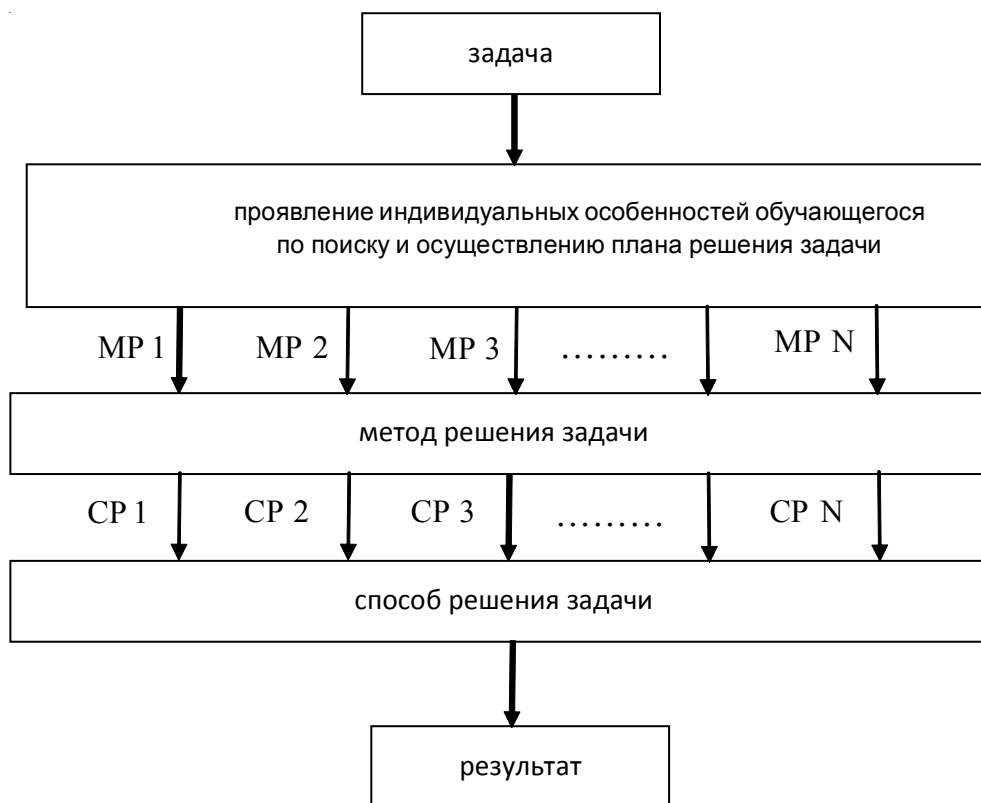 задача
проявление индивидуальных особенностей обучающегося
по поиску и осуществлению плана решения задачи
МР 1 МР 2 МР 3 ......... МР N
метод решения задачи
СР 1 СР 2 СР 3 ......... СР N
способ решения задачи
результат